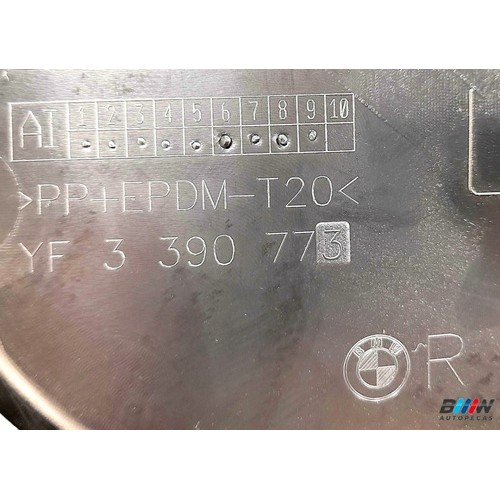 AI 1 2 3 4 5 6 7 8 9 10
>PP+EPDM-T20<
YF 3 390 773
BMW R
BMW
AUTOPEÇAS